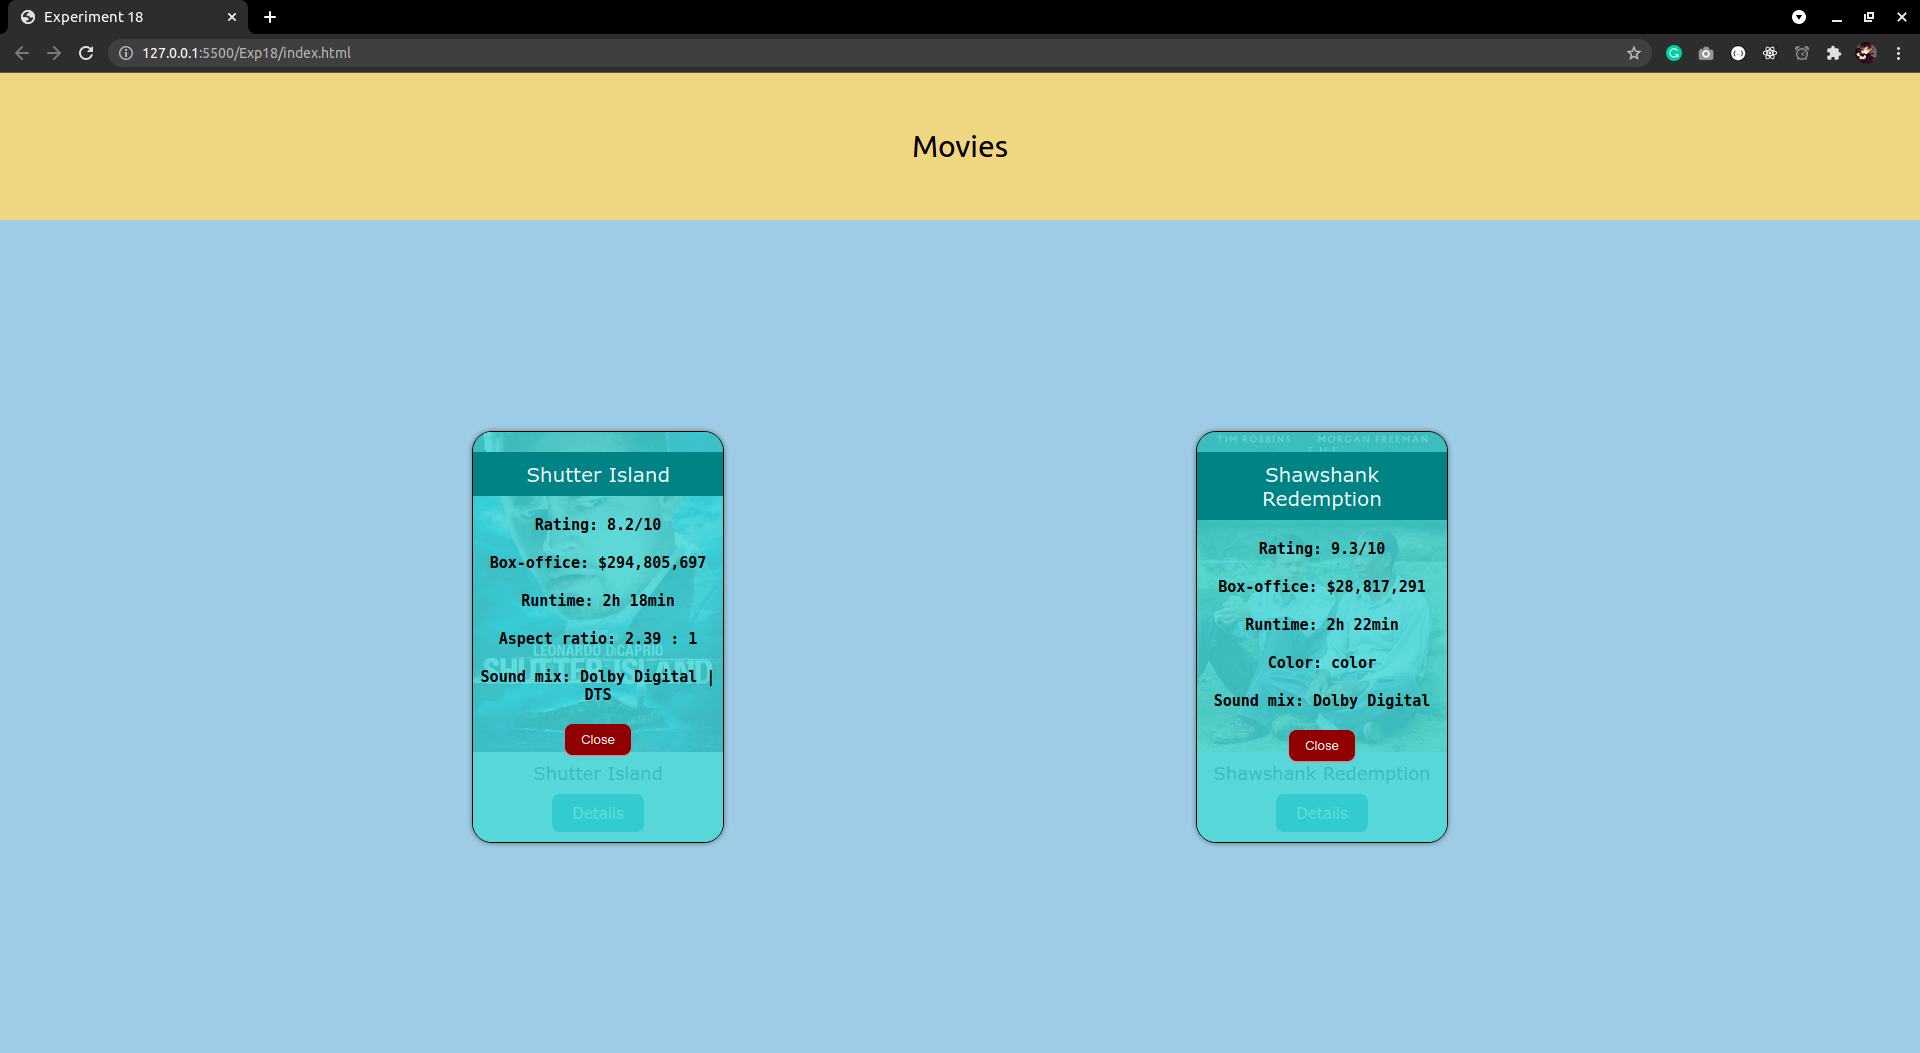 Experiment 18
127.0.0.1:5500/Exp18/index.html
Movies
Shutter Island
Rating: 8.2/10
Box-office: $294,805,697
Runtime: 2h 18min
Aspect ratio: 2.39 : 1
LEONARDO DiCAPRIO
SHUTTER ISLAND
Sound mix: Dolby Digital |
DTS
Close
Shutter Island
Details
TIM ROBBINS MORGAN FREEMAN
THE
Shawshank
Redemption
Rating: 9.3/10
Box-office: $28,817,291
Runtime: 2h 22min
Color: color
Sound mix: Dolby Digital
Close
Shawshank Redemption
Details